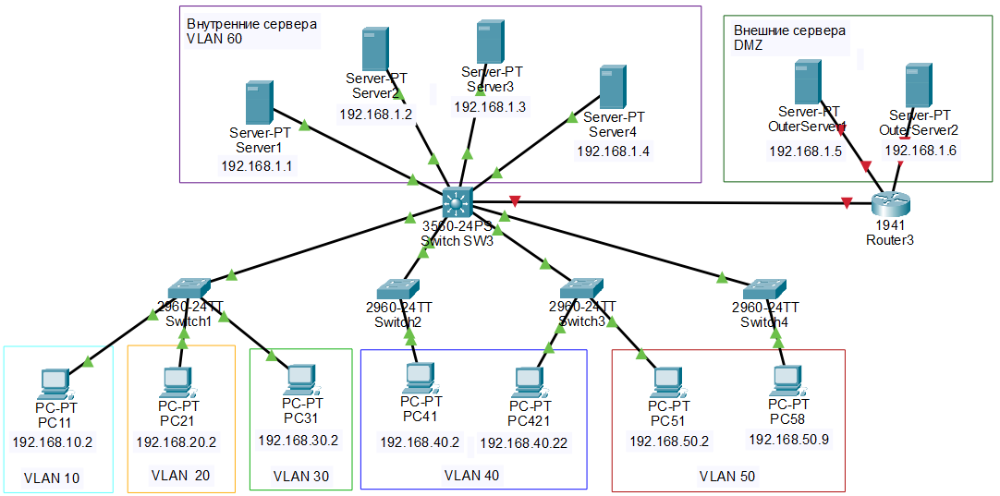 Внутренние сервера
VLAN 60
Внешние сервера
DMZ
Server-PT
Server1
192.168.1.1
Server-PT
Server2
192.168.1.2
Server-PT
Server3
192.168.1.3
Server-PT
Server4
192.168.1.4
Server-PT
OuterServer1
192.168.1.5
Server-PT
OuterServer2
192.168.1.6
3560-24PS
Switch SW3
1941
Router3
2960-24TT
Switch1
2960-24TT
Switch2
2960-24TT
Switch3
2960-24TT
Switch4
PC-PT
PC11
192.168.10.2
VLAN 10
PC-PT
PC21
192.168.20.2
VLAN 20
PC-PT
PC31
192.168.30.2
VLAN 30
PC-PT
PC41
192.168.40.2
PC-PT
PC421
192.168.40.22
VLAN 40
PC-PT
PC51
192.168.50.2
PC-PT
PC58
192.168.50.9
VLAN 50